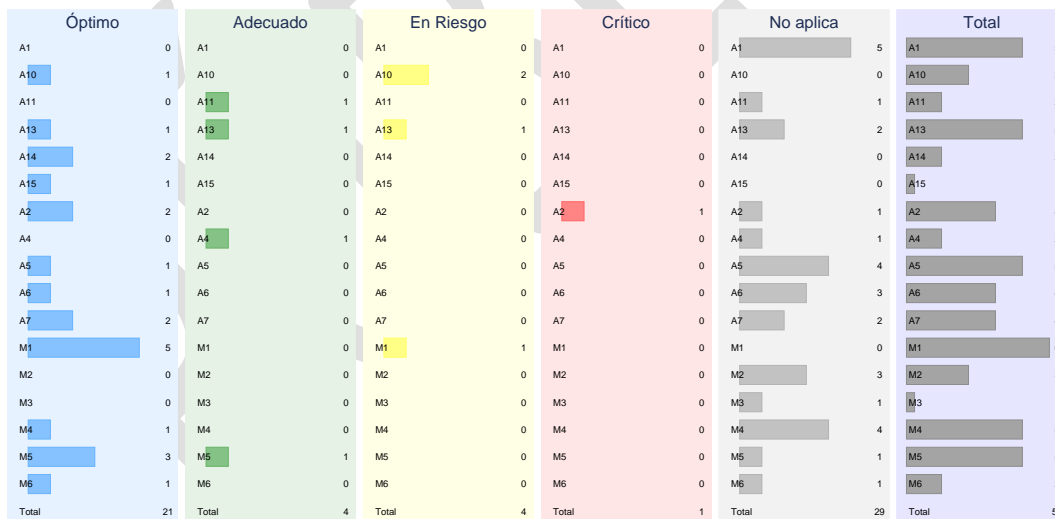 Óptimo Adecuado En Riesgo Crítico No aplica Total
A1 0 A1 0 A1 0 A1 0 A1 5 A1
A10 1 A10 0 A10 2 A10 0 A10 0 A10
A11 0 A11 1 A11 0 A11 0 A11 1 A11
A13 1 A13 1 A13 1 A13 0 A13 2 A13
A14 2 A14 0 A14 0 A14 0 A14 0 A14
A15 1 A15 0 A15 0 A15 0 A15 0 A15
A2 2 A2 0 A2 0 A2 1 A2 1 A2
A4 0 A4 1 A4 0 A4 0 A4 1 A4
A5 1 A5 0 A5 0 A5 0 A5 4 A5
A6 1 A6 0 A6 0 A6 0 A6 3 A6
A7 2 A7 0 A7 0 A7 0 A7 2 A7
M1 5 M1 0 M1 1 M1 0 M1 0 M1
M2 0 M2 0 M2 0 M2 0 M2 3 M2
M3 0 M3 0 M3 0 M3 0 M3 1 M3
M4 1 M4 0 M4 0 M4 0 M4 4 M4
M5 3 M5 1 M5 0 M5 0 M5 1 M5
M6 1 M6 0 M6 0 M6 0 M6 1 M6
Total 21 Total 4 Total 4 Total 1 Total 29 Total